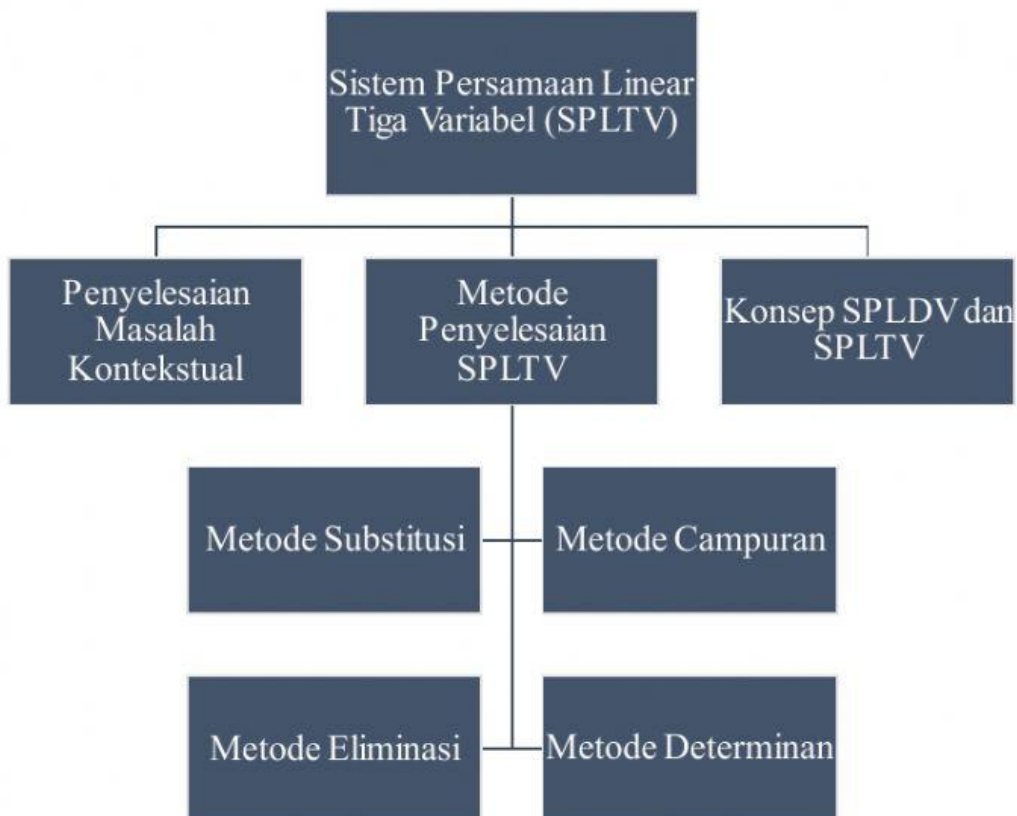 Sistem Persamaan Linear
Tiga Variabel (SPLTV)
Penyelesaian
Masalah
Kontekstual
Metode
Penyelesaian
SPLTV
Konsep SPLDV dan
SPLTV
Metode Substitusi
Metode Campuran
Metode Eliminasi
Metode Determinan